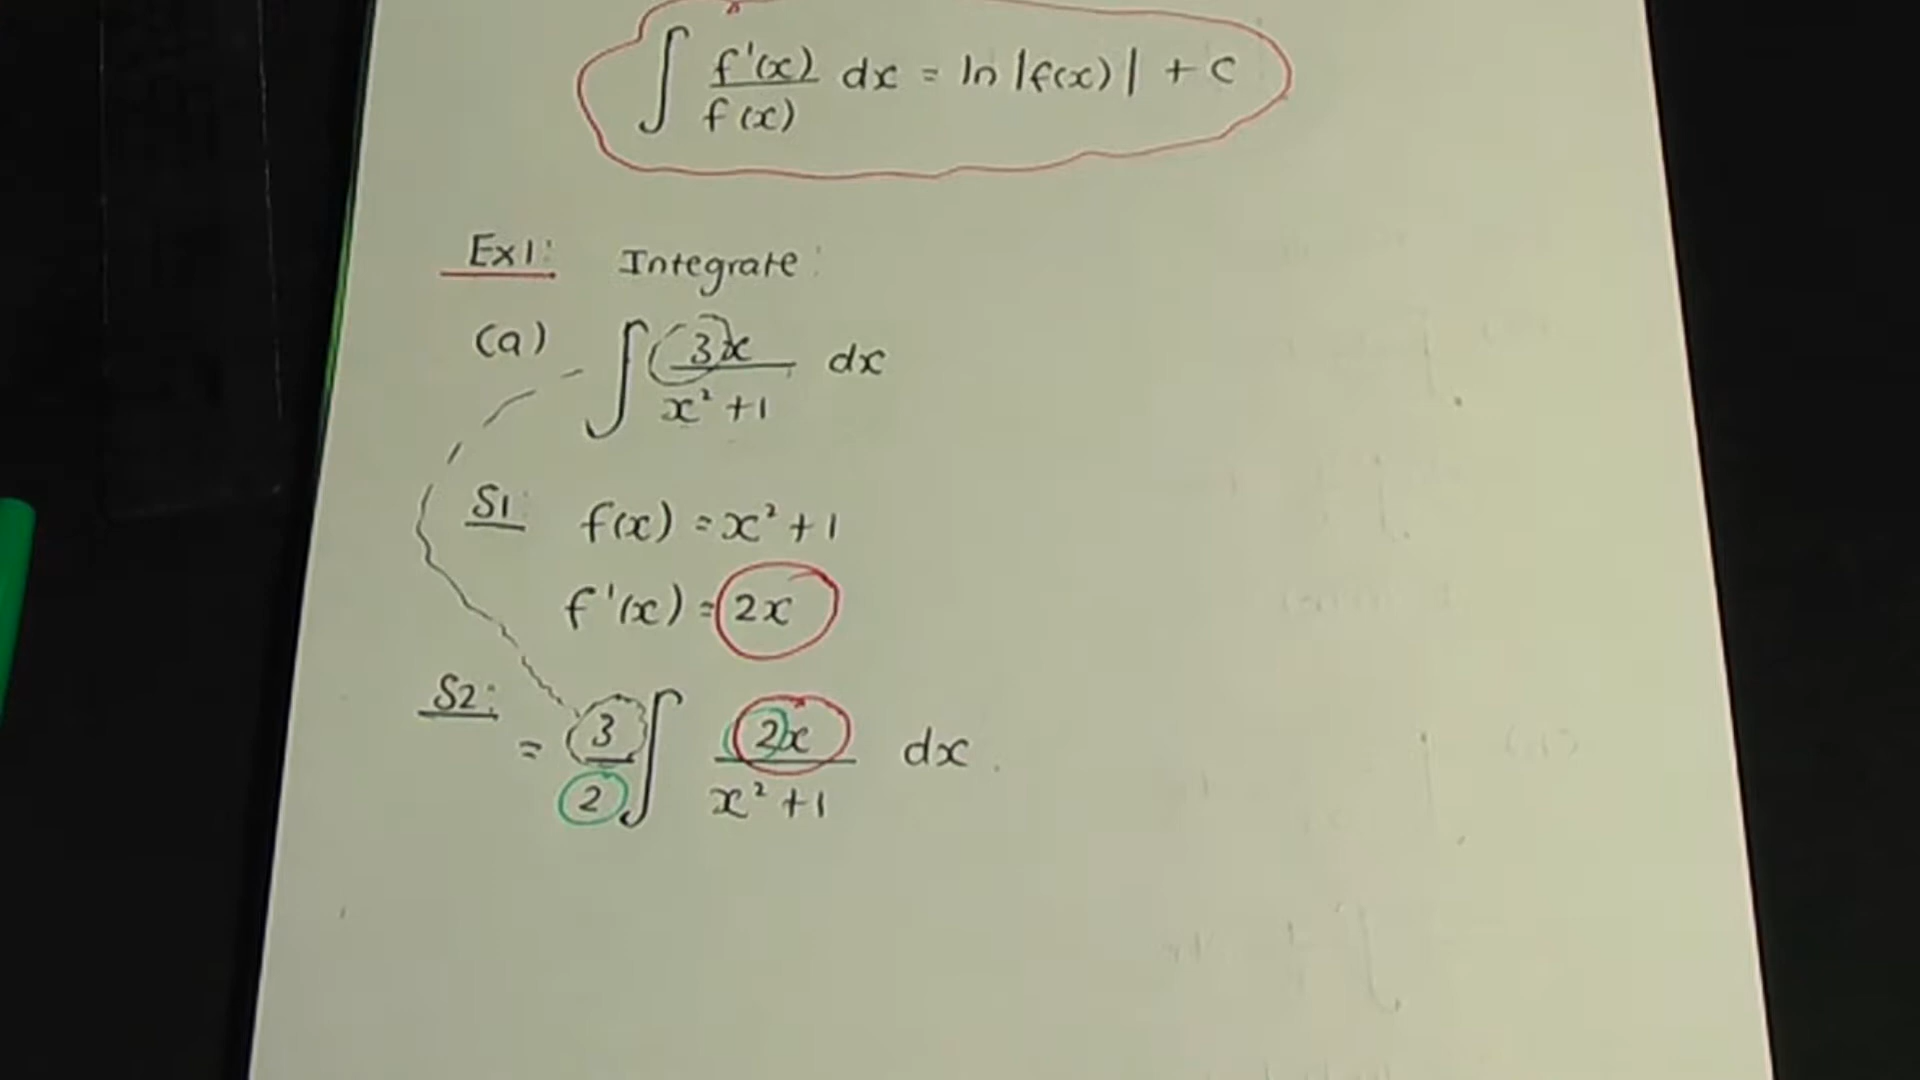 ∫ f'(x)/f(x) dx = ln |f(x)| + c
Ex1: Integrate:
(a) ∫ 3x/x²+1 dx
S1: f(x) = x² + 1
f'(x) = 2x
S2: = 3/2 ∫ 2x/x²+1 dx.